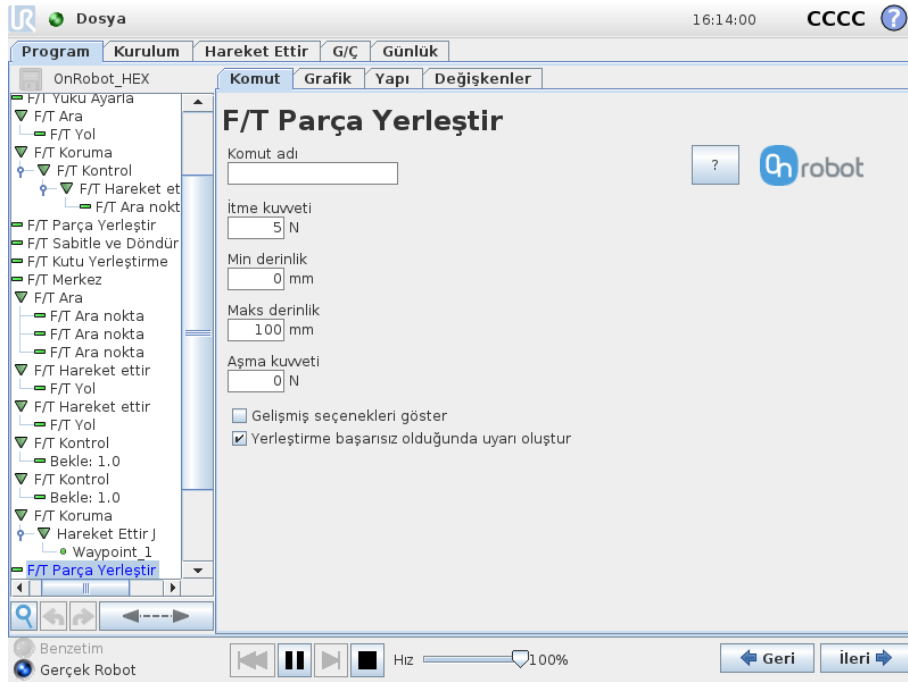 Dosya
16:14:00
CCCC
?
Program
Kurulum
Hareket Ettir
G/Ç
Günlük
OnRobot_HEX
Komut
Grafik
Yapı
Değişkenler
F/T Yükü Ayarla
F/T Ara
F/T Yol
F/T Koruma
F/T Kontrol
F/T Hareket et
F/T Ara nokt
F/T Parça Yerleştir
F/T Sabitle ve Döndür
F/T Kutu Yerleştirme
F/T Merkez
F/T Ara
F/T Ara nokta
F/T Ara nokta
F/T Ara nokta
F/T Hareket ettir
F/T Yol
F/T Hareket ettir
F/T Yol
F/T Kontrol
Bekle: 1.0
F/T Kontrol
Bekle: 1.0
F/T Koruma
Hareket Ettir J
Waypoint_1
F/T Parça Yerleştir
F/T Parça Yerleştir
Komut adı
?
On robot
İtme kuvveti
5 N
Min derinlik
0 mm
Maks derinlik
100 mm
Aşma kuvveti
0 N
Gelişmiş seçenekleri göster
Yerleştirme başarısız olduğunda uyarı oluştur
Benzetim
Gerçek Robot
Hız
100%
Geri
İleri